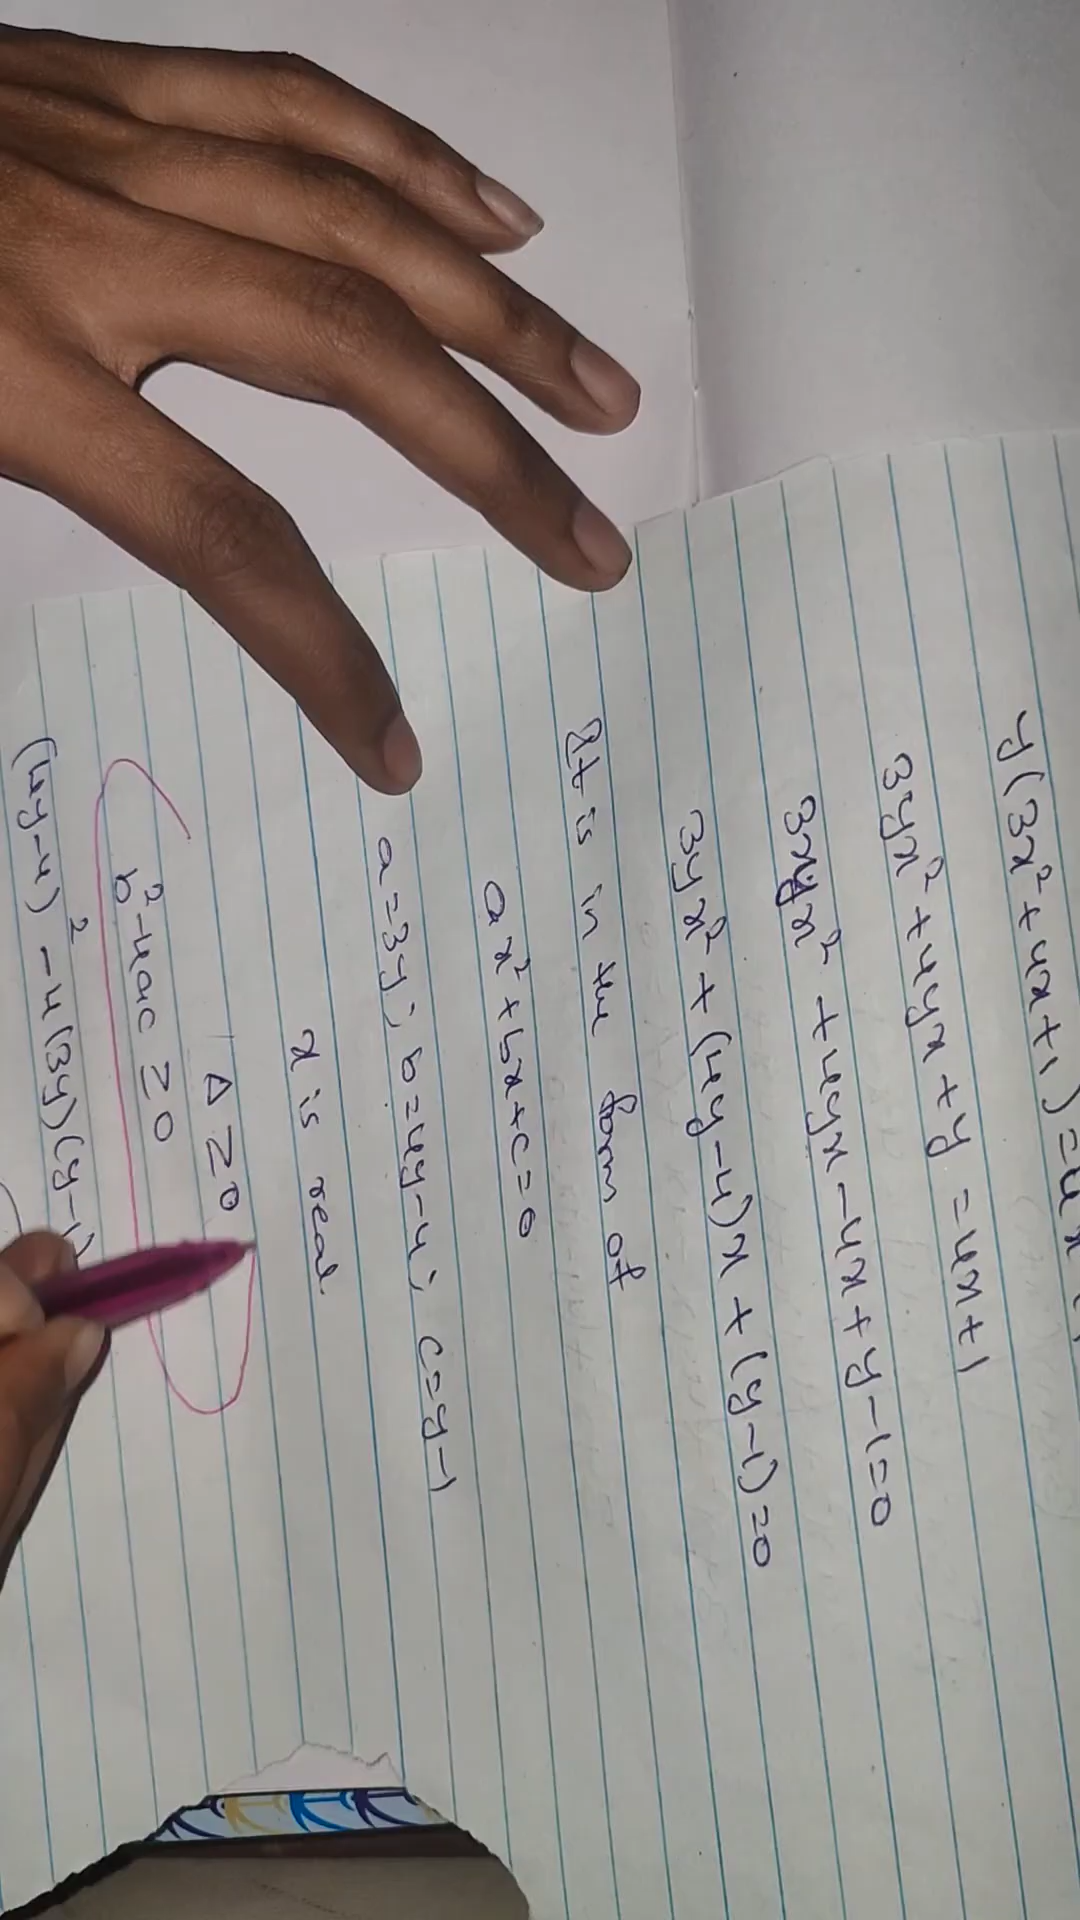 y(3x²+4x+1)=4x
3yx²+4yx+y=4x+1
3yx²+4yx-4x+y-1=0
3yx²+(4y-4)x+(y-1)=0
It is in the form of
ax²+bx+c=0
a=3y; b=4y-4; c=y-1
x is real
Δ≥0
b²-4ac≥0
(4y-4)²-4(3y)(y-1)